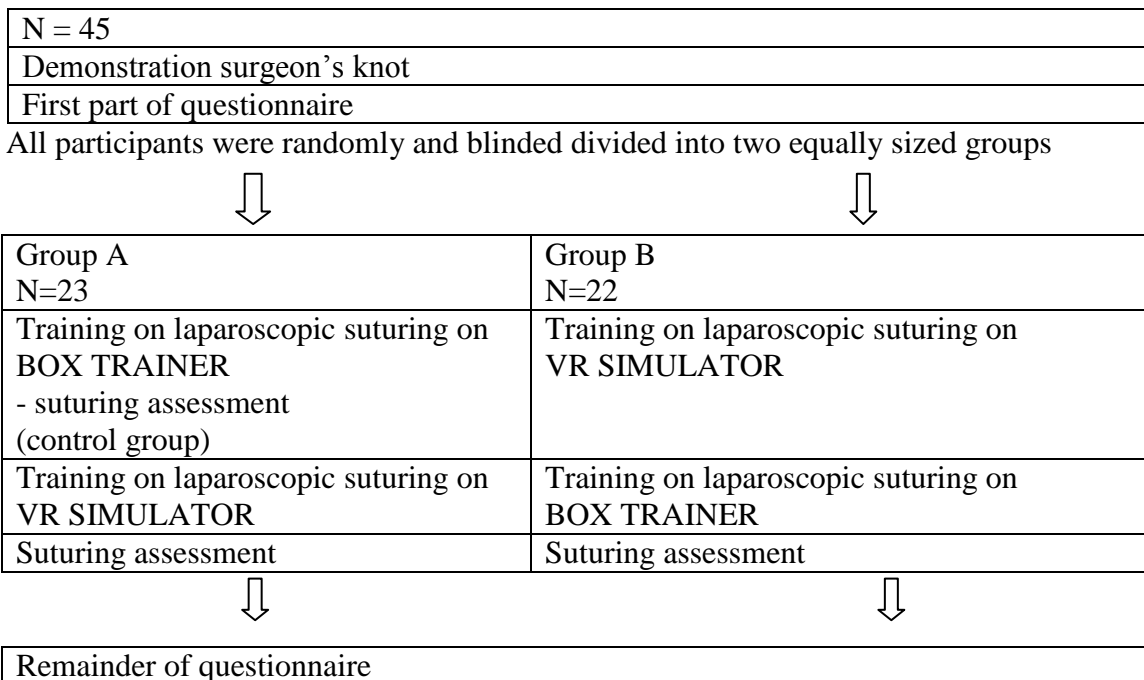 N = 45
Demonstration surgeon’s knot
First part of questionnaire
All participants were randomly and blinded divided into two equally sized groups
Group A
N=23
Training on laparoscopic suturing on
BOX TRAINER
- suturing assessment
(control group)
Group B
N=22
Training on laparoscopic suturing on
VR SIMULATOR
Training on laparoscopic suturing on
VR SIMULATOR
Training on laparoscopic suturing on
BOX TRAINER
Suturing assessment
Suturing assessment
Remainder of questionnaire